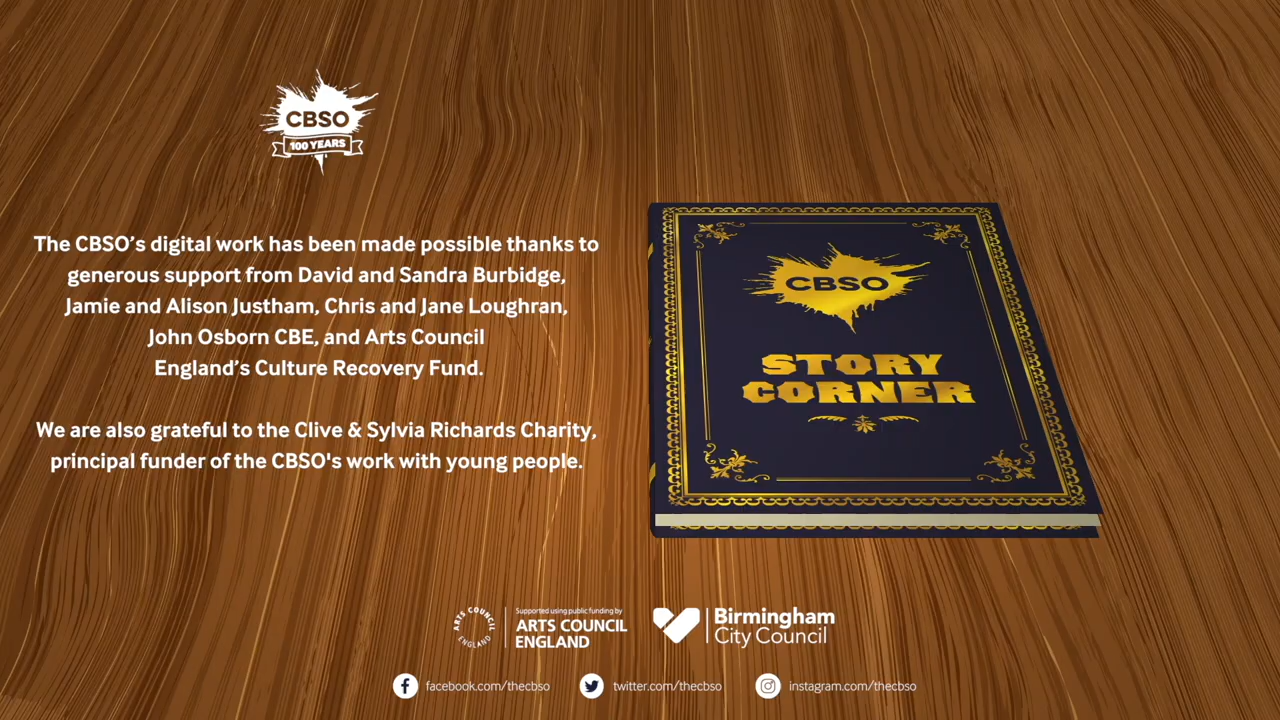 CBSO
100 YEARS
The CBSO’s digital work has been made possible thanks to
generous support from David and Sandra Burbidge,
Jamie and Alison Justham, Chris and Jane Loughran,
John Osborn CBE, and Arts Council
England’s Culture Recovery Fund.
We are also grateful to the Clive & Sylvia Richards Charity,
principal funder of the CBSO's work with young people.
CBSO
STORY
CORNER
ARTS COUNCIL
ENGLAND
Supported using public funding by
ARTS COUNCIL
ENGLAND
Birmingham
City Council
facebook.com/thecbso
twitter.com/thecbso
instagram.com/thecbso